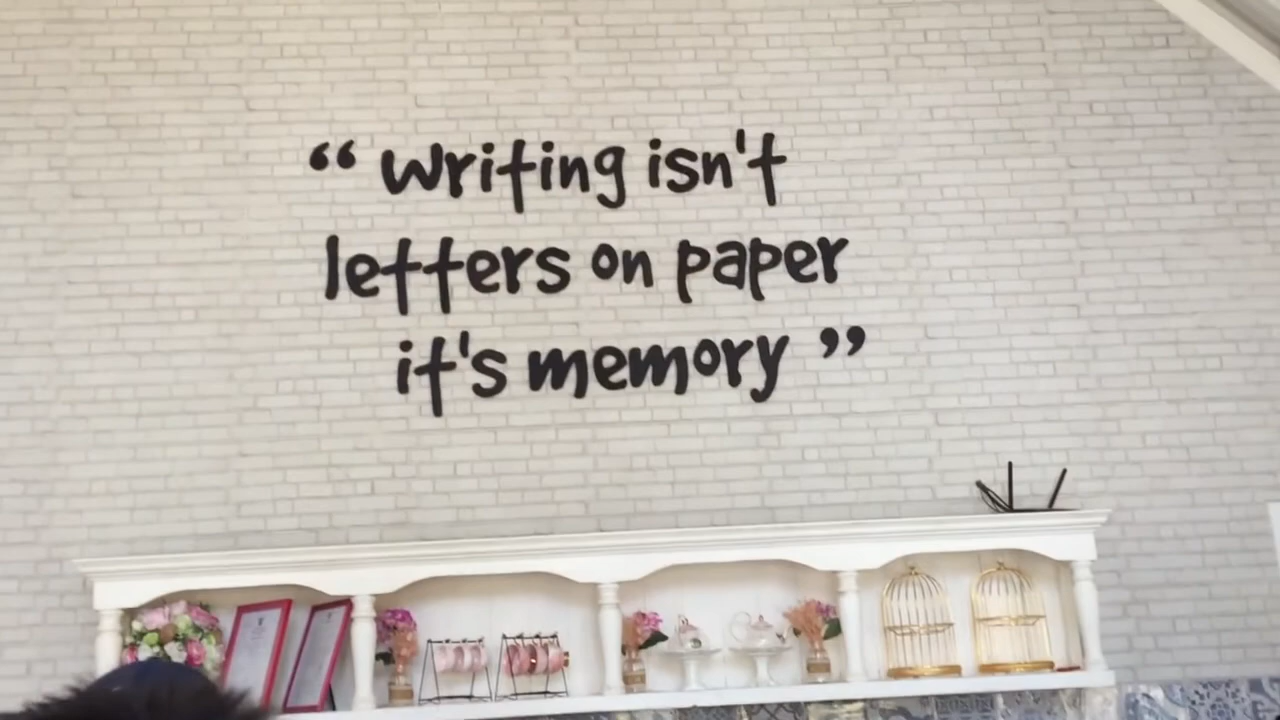 “ writing isn't
letters on paper
it's memory ”